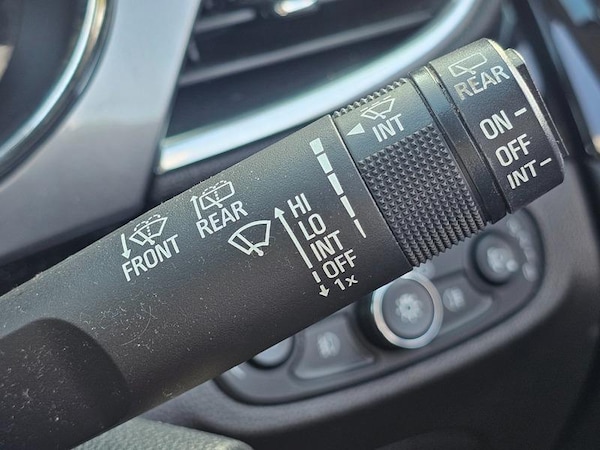 FRONT
REAR
HI
LO
INT
OFF
1x
INT
REAR
ON
OFF
INT